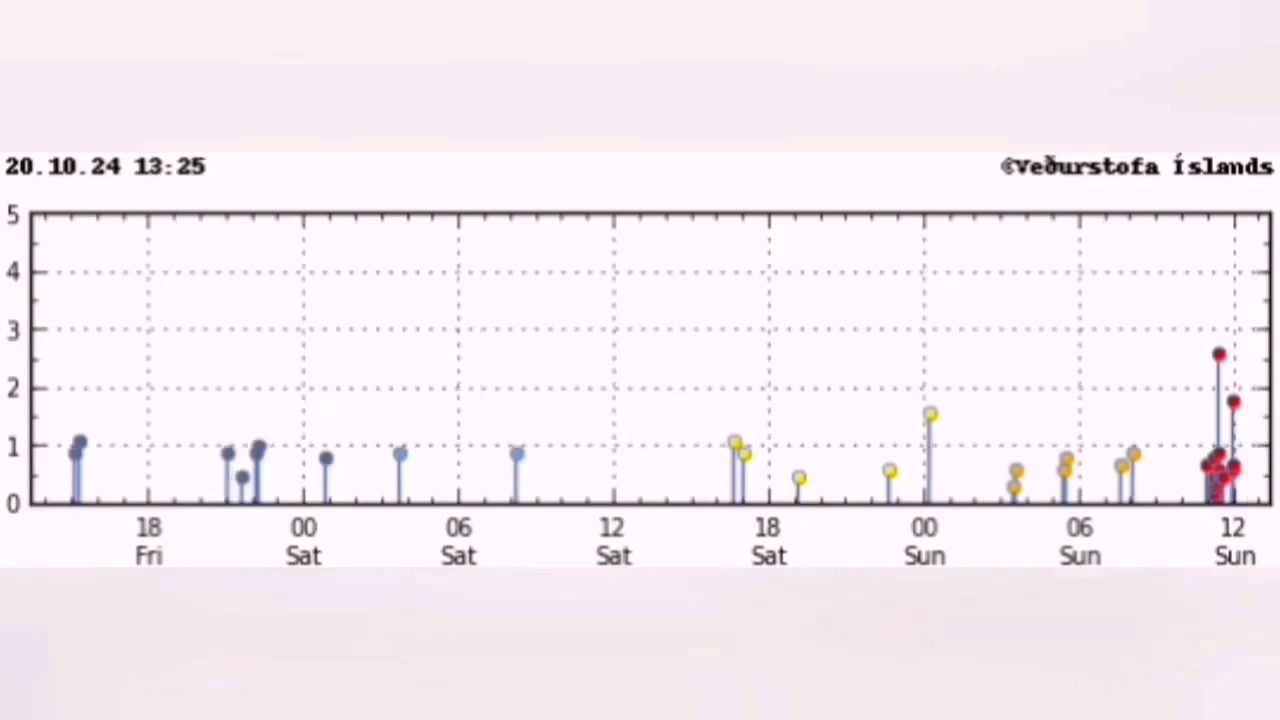 20.10.24 13:25
©Veðurstofa Íslands
5
4
3
2
1
0
18 00 06 12 18 00 06 12
Fri Sat Sat Sat Sat Sun Sun Sun